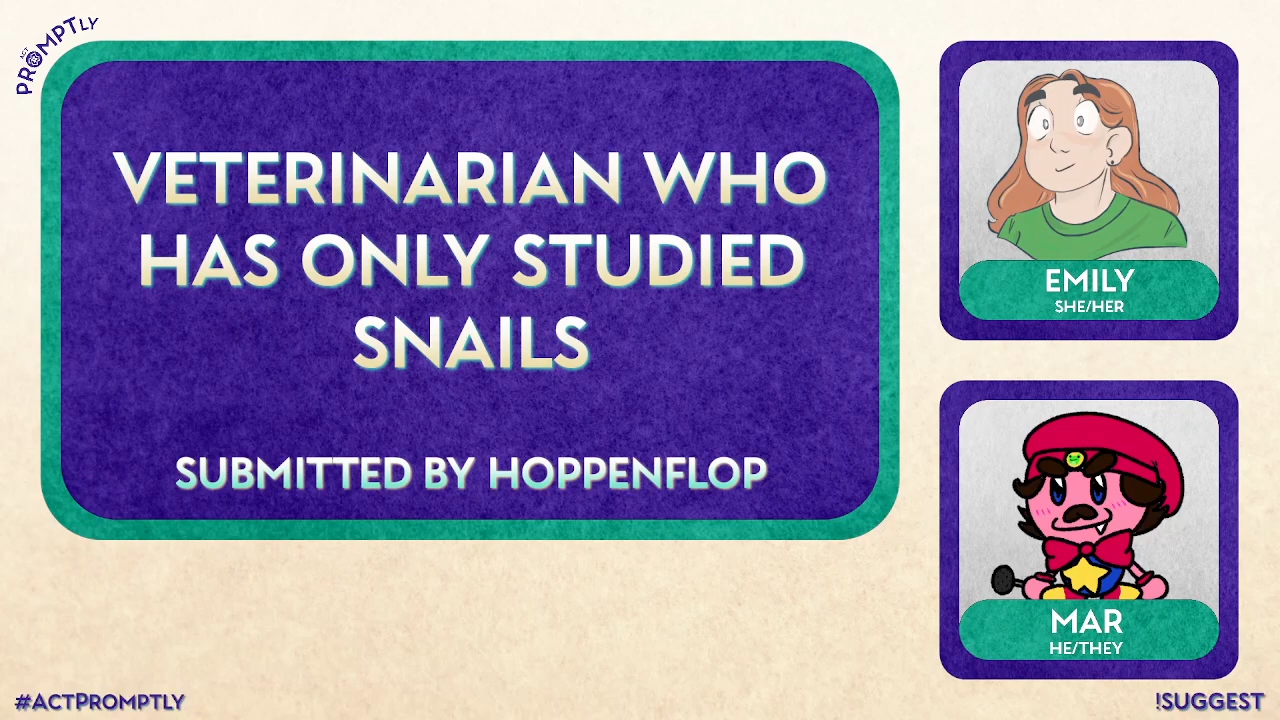 ACT
PROMPTLY
VETERINARIAN WHO
HAS ONLY STUDIED
SNAILS
SUBMITTED BY HOPPENFLOP
EMILY
SHE/HER
MAR
HE/THEY
#ACTPROMPTLY
!SUGGEST